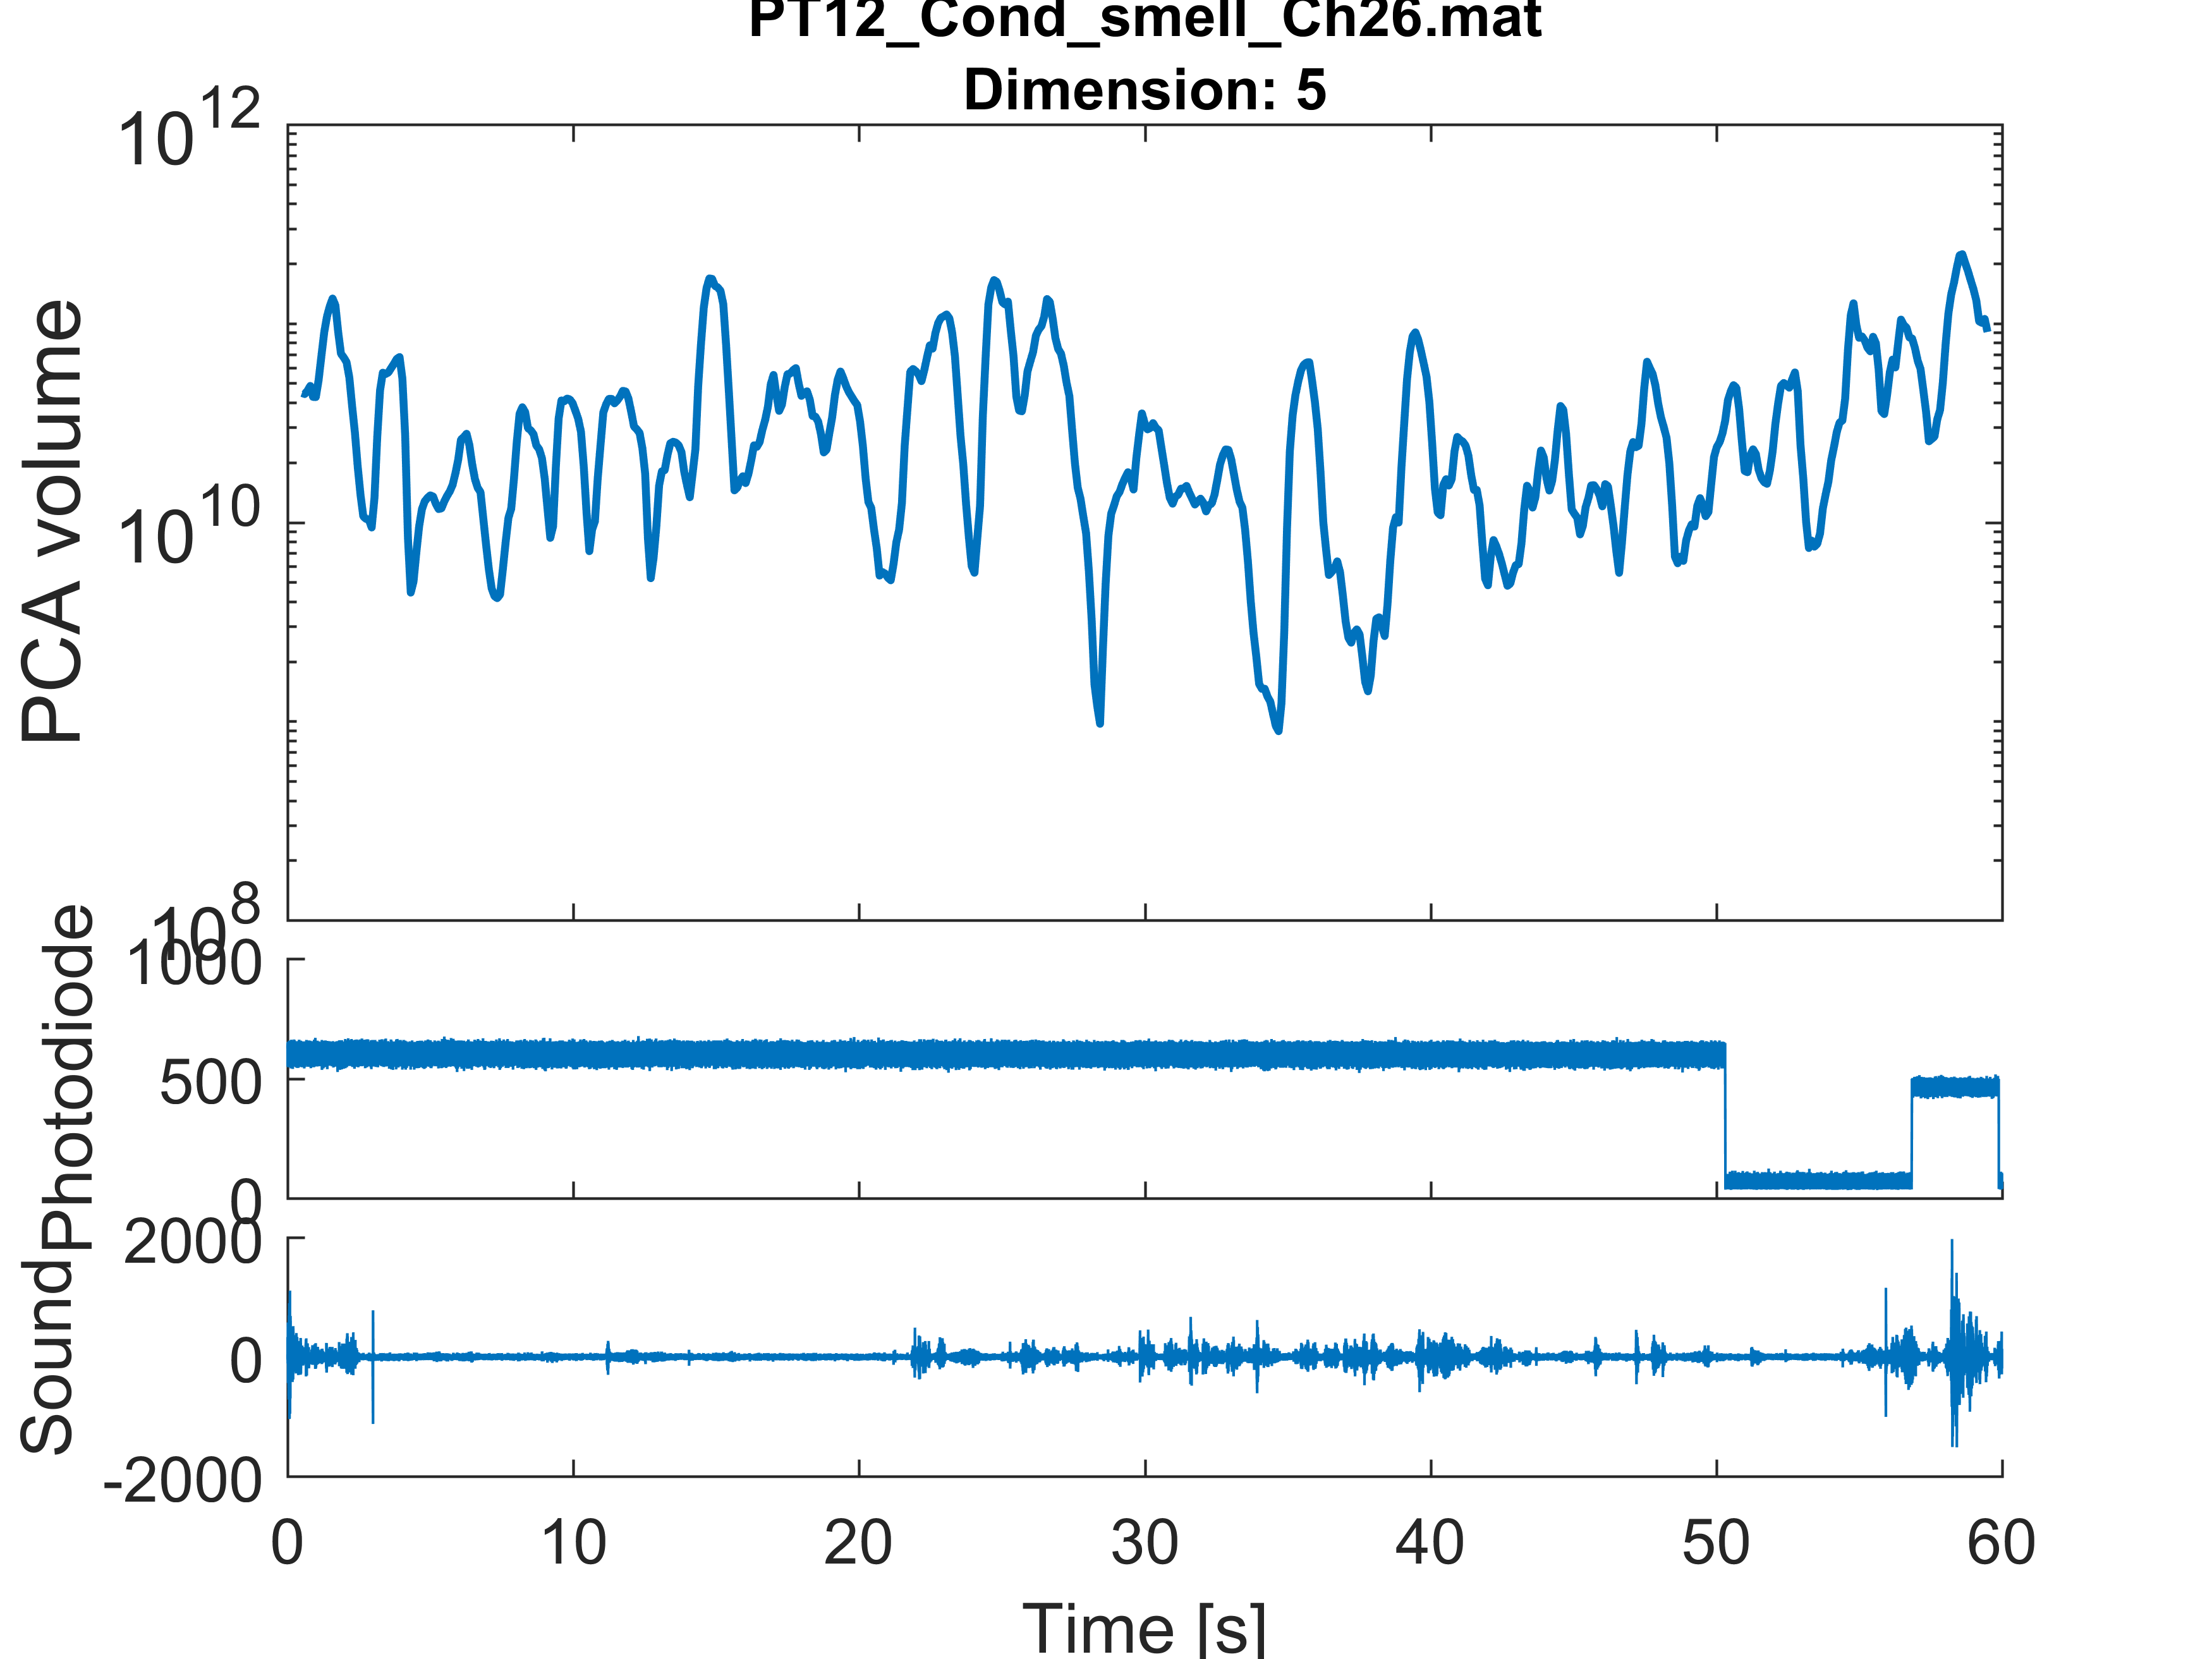 PT12_Cond_smell_Ch26.mat
Dimension: 5
PCA volume
10^12
10^10
10^8
Photodiode
1000
500
0
Sound
2000
0
-2000
0 10 20 30 40 50 60
Time [s]